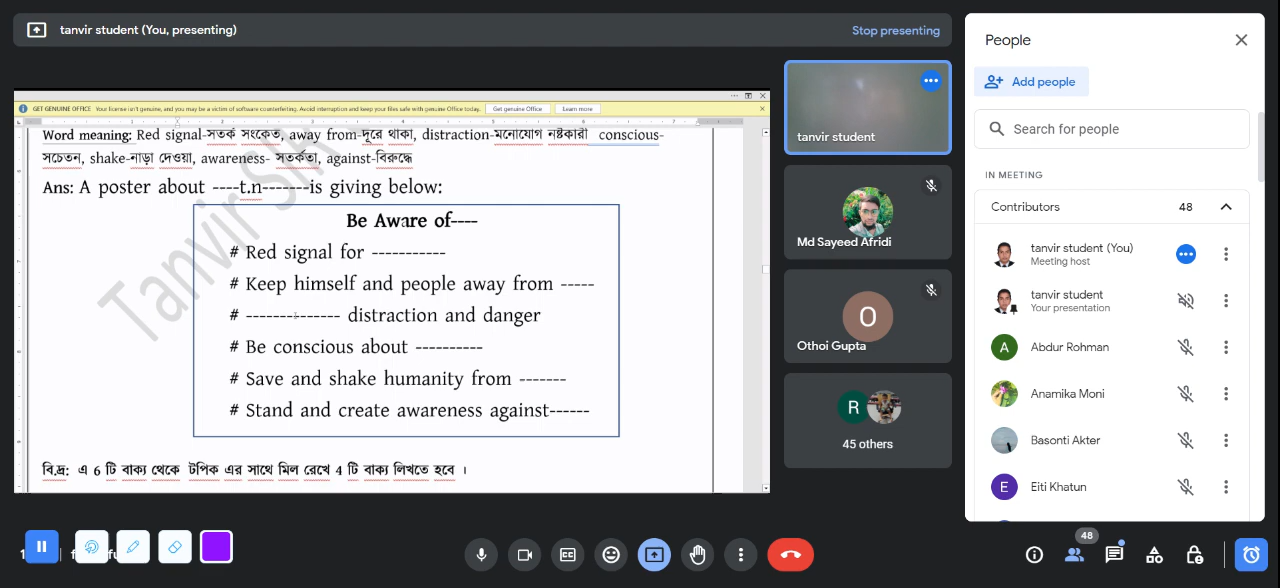 tanvir student (You, presenting)
Stop presenting
GET GENUINE OFFICE Your license isn't genuine, and you may be a victim of software counterfeiting. Avoid interruption and keep your files safe with genuine Office today. Get genuine Office Learn more
Word meaning: Red signal-সতর্ক সংকেত, away from-দূরে থাকা, distraction-মনোযোগ নষ্টকারী conscious-
সচেতন, shake-নাড়া দেওয়া, awareness- সতর্কতা, against-বিরুদ্ধে
Ans: A poster about ----t.n-------is giving below:
Be Aware of----
# Red signal for -----------
# Keep himself and people away from -----
# --------------- distraction and danger
# Be conscious about ----------
# Save and shake humanity from -------
# Stand and create awareness against------
বি.দ্র: এ 6 টি বাক্য থেকে টপিক এর সাথে মিল রেখে 4 টি বাক্য লিখতে হবে ।
Tanvir SIR
tanvir student
Md Sayeed Afridi
O
Othoi Gupta
R
45 others
People
Add people
Search for people
IN MEETING
Contributors 48
tanvir student (You)
Meeting host
tanvir student
Your presentation
A Abdur Rohman
Anamika Moni
Basonti Akter
E Eiti Khatun
48